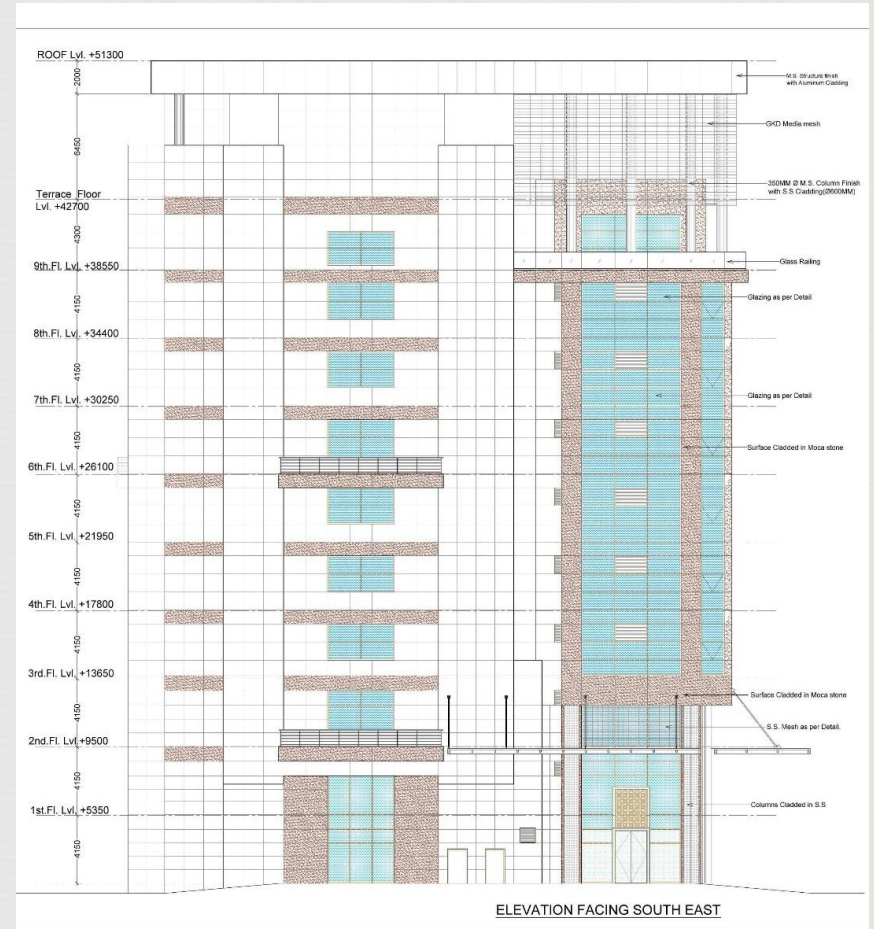 ROOF Lvl. +51300
2000
M.S. Structure finish
with Aluminum Cladding
GKD Media mesh
6450
350MM Ø M.S. Column Finish
with S.S Cladding(Ø600MM)
Terrace Floor
Lvl. +42700
4300
Glass Railing
9th.Fl. Lvl. +38550
Glazing as per Detail
4150
8th.Fl. Lvl. +34400
4150
Glazing as per Detail
7th.Fl. Lvl. +30250
4150
Surface Cladded in Moca stone
6th.Fl. Lvl. +26100
4150
5th.Fl. Lvl. +21950
4150
4th.Fl. Lvl. +17800
4150
3rd.Fl. Lvl. +13650
Surface Cladded in Moca stone
4150
S.S. Mesh as per Detail.
2nd.Fl. Lvl.+9500
4150
Columns Cladded in S.S
1st.Fl. Lvl. +5350
4150
ELEVATION FACING SOUTH EAST